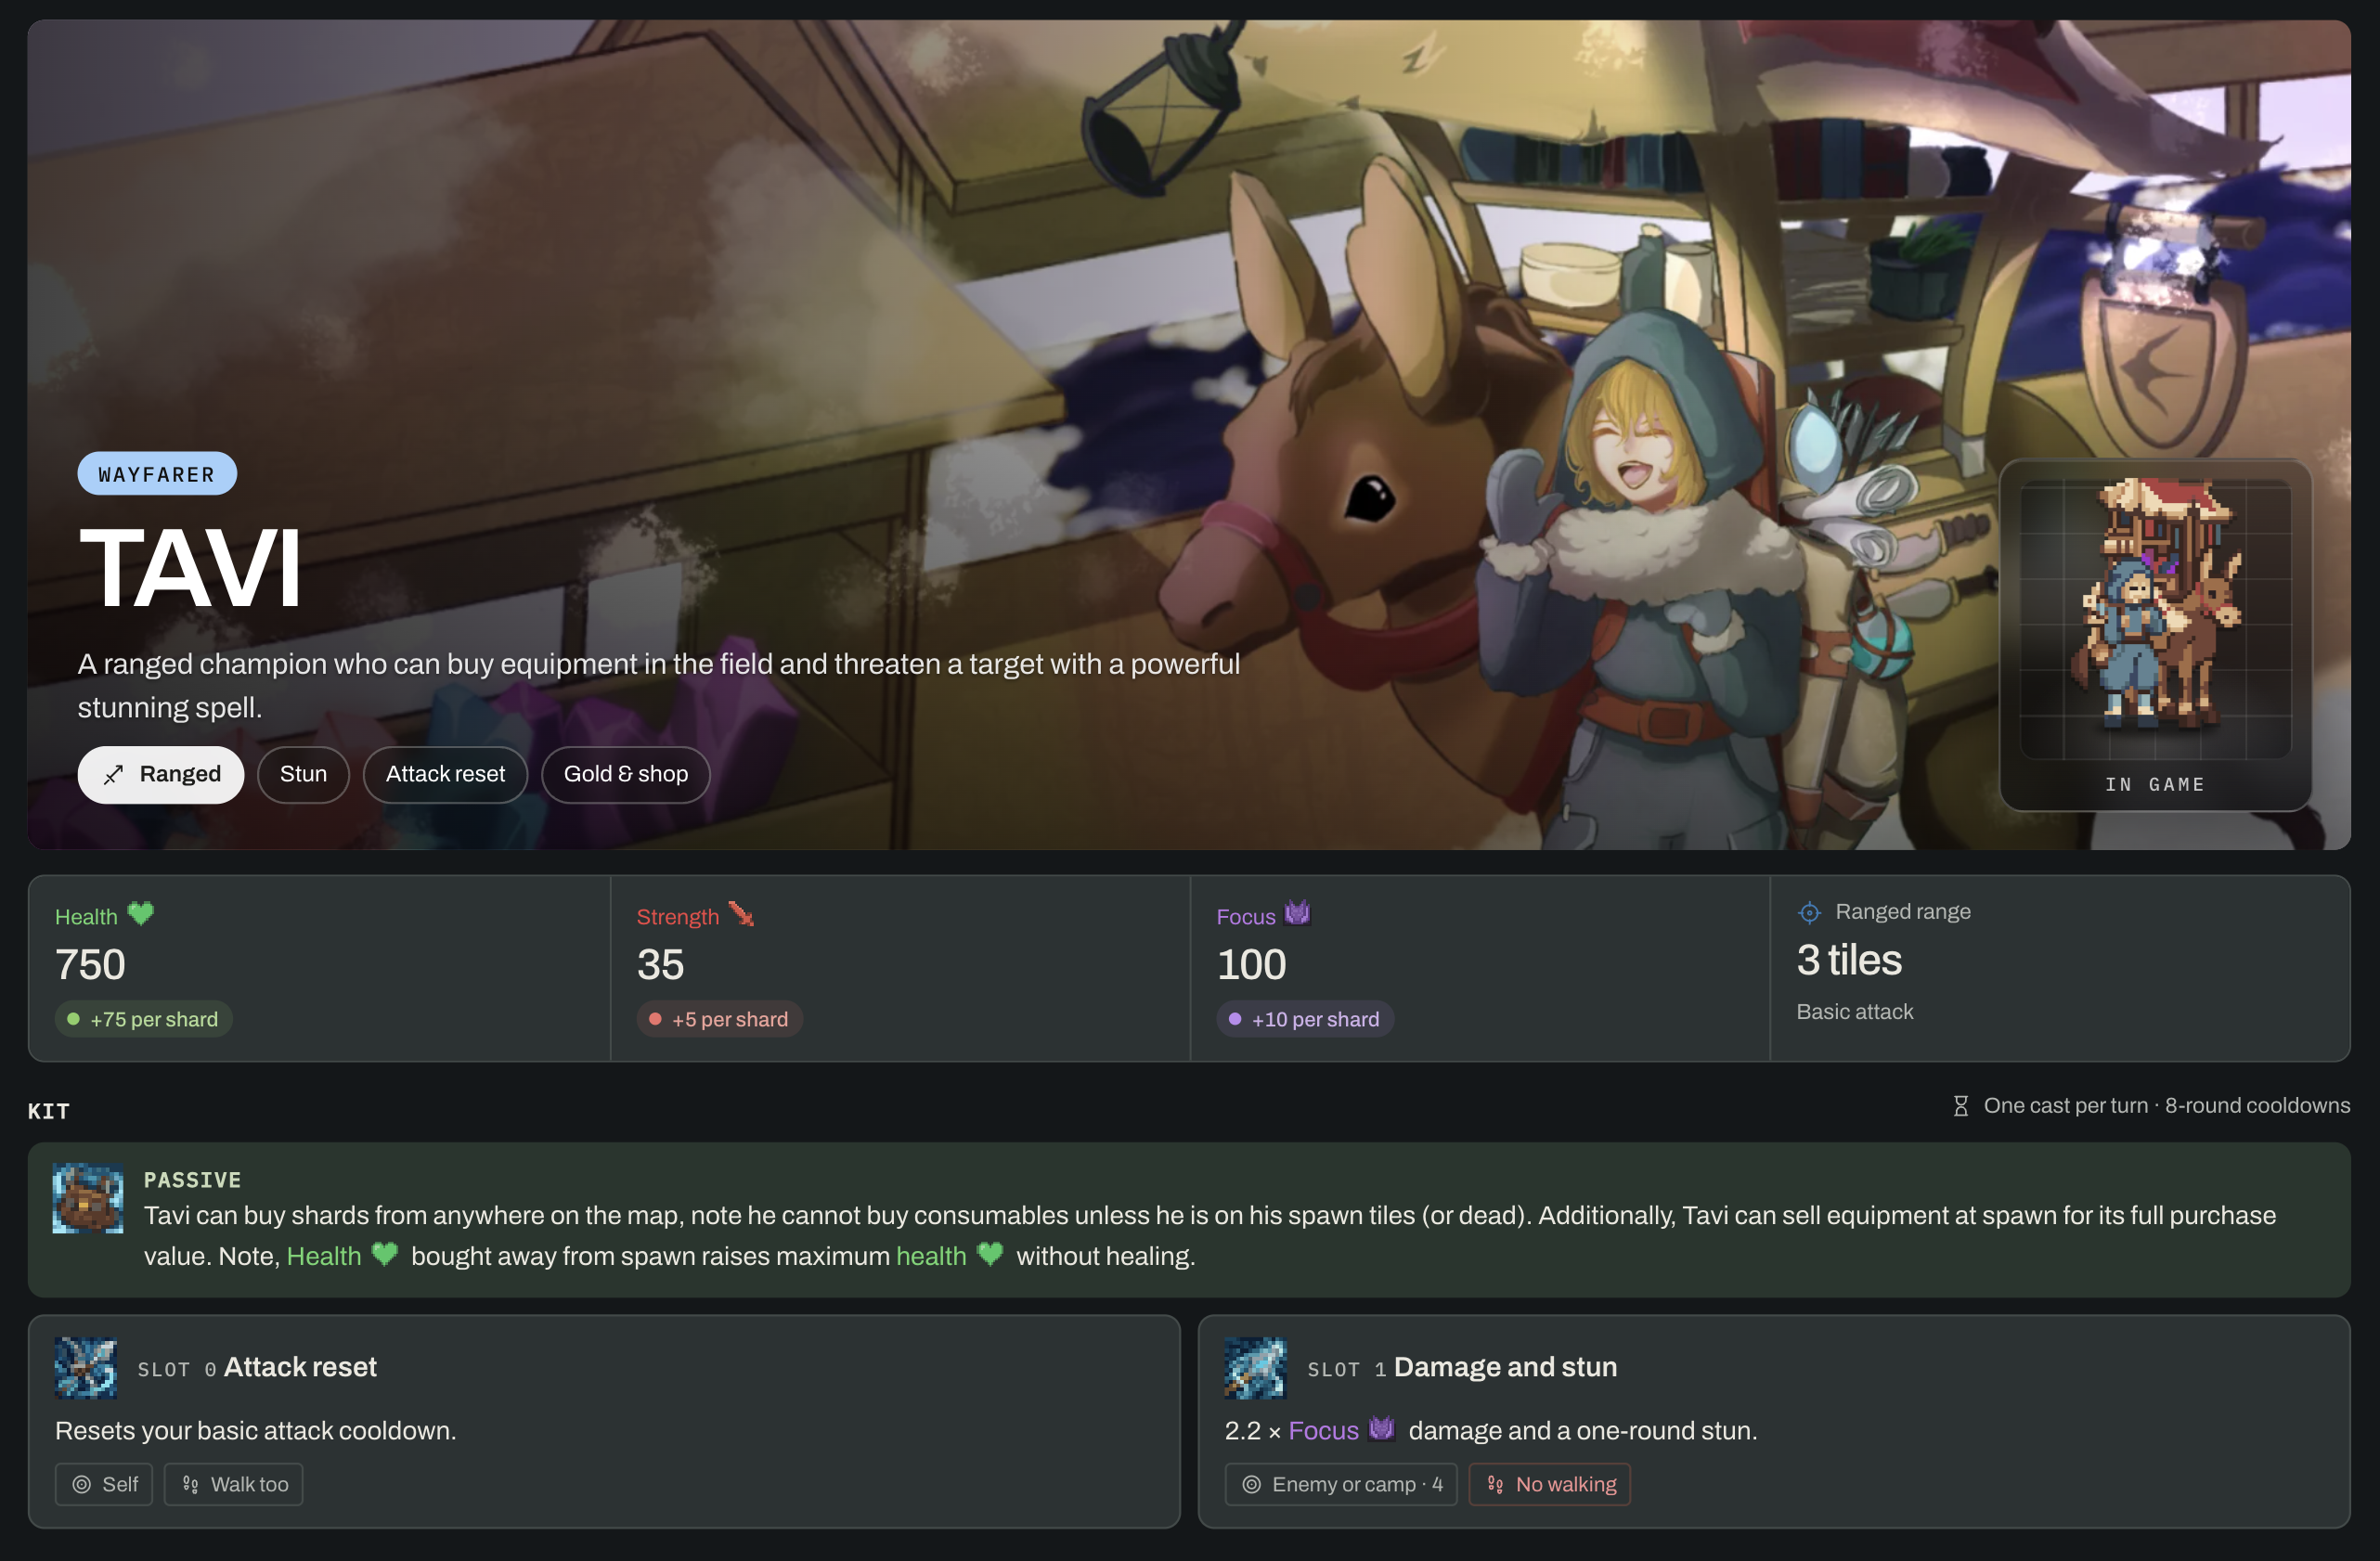 WAYFARER
TAVI
A ranged champion who can buy equipment in the field and threaten a target with a powerful
stunning spell.
Ranged
Stun
Attack reset
Gold & shop
IN GAME
Health
750
+75 per shard
Strength
35
+5 per shard
Focus
100
+10 per shard
Ranged range
3 tiles
Basic attack
KIT
One cast per turn · 8-round cooldowns
PASSIVE
Tavi can buy shards from anywhere on the map, note he cannot buy consumables unless he is on his spawn tiles (or dead). Additionally, Tavi can sell equipment at spawn for its full purchase
value. Note, Health bought away from spawn raises maximum health without healing.
SLOT 0 Attack reset
Resets your basic attack cooldown.
Self
Walk too
SLOT 1 Damage and stun
2.2 × Focus damage and a one-round stun.
Enemy or camp · 4
No walking